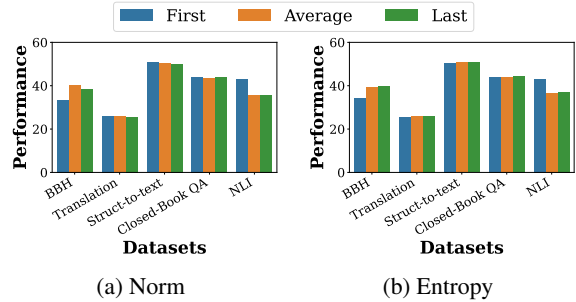 First Average Last
60
40
20
0
Performance
BBH
Translation
Struct-to-text
Closed-Book QA
NLI
Datasets
(a) Norm
60
40
20
0
Performance
BBH
Translation
Struct-to-text
Closed-Book QA
NLI
Datasets
(b) Entropy